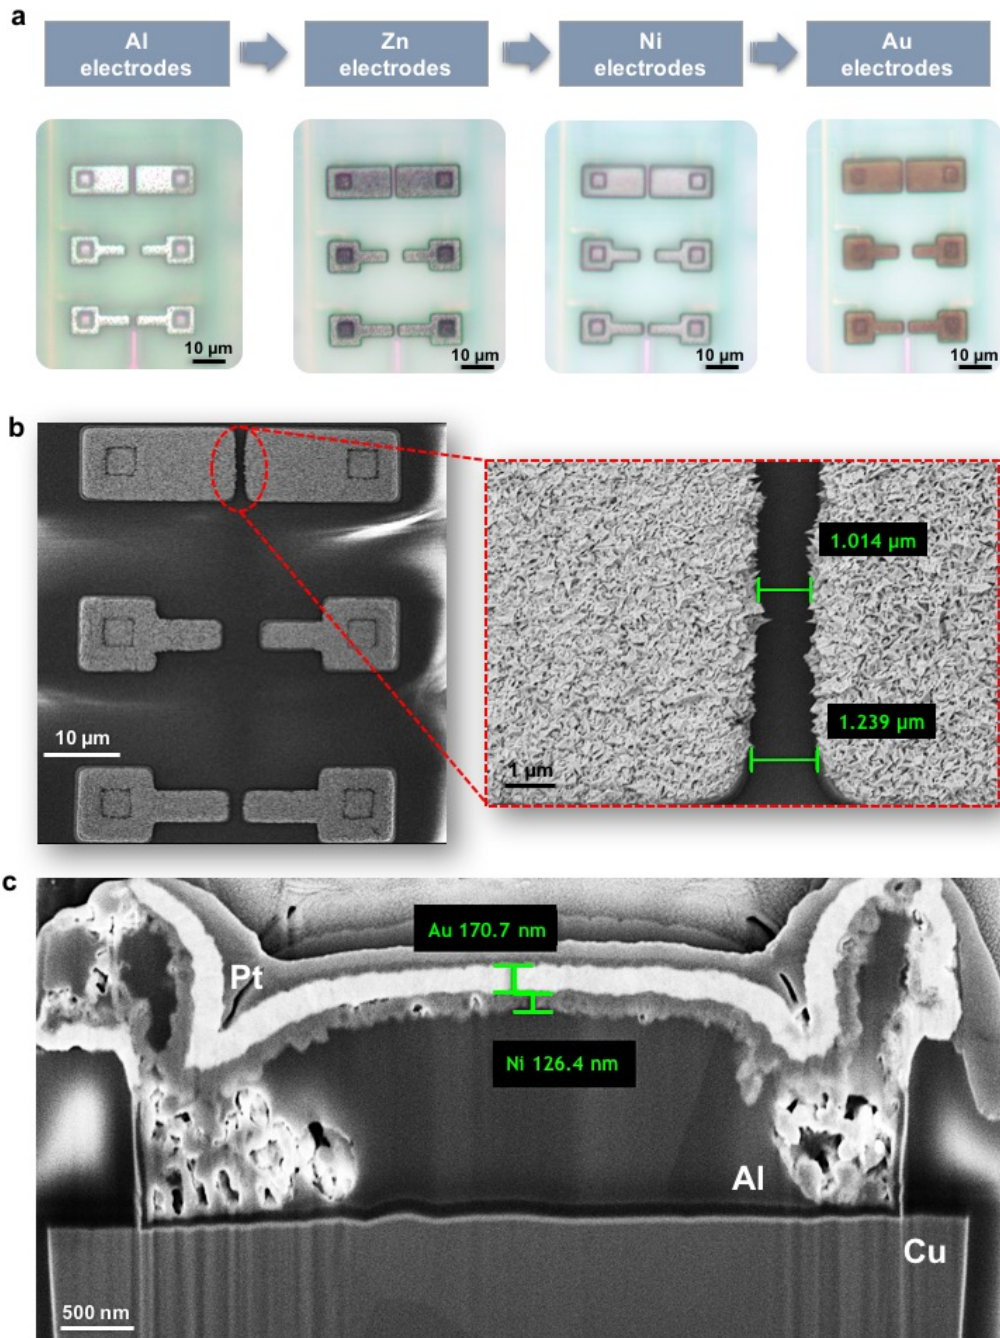 a
Al
electrodes
Zn
electrodes
Ni
electrodes
Au
electrodes
10 µm
10 µm
10 µm
10 µm
b
10 µm
1.014 µm
1.239 µm
1 µm
c
Au 170.7 nm
Pt
Ni 126.4 nm
Al
Cu
500 nm